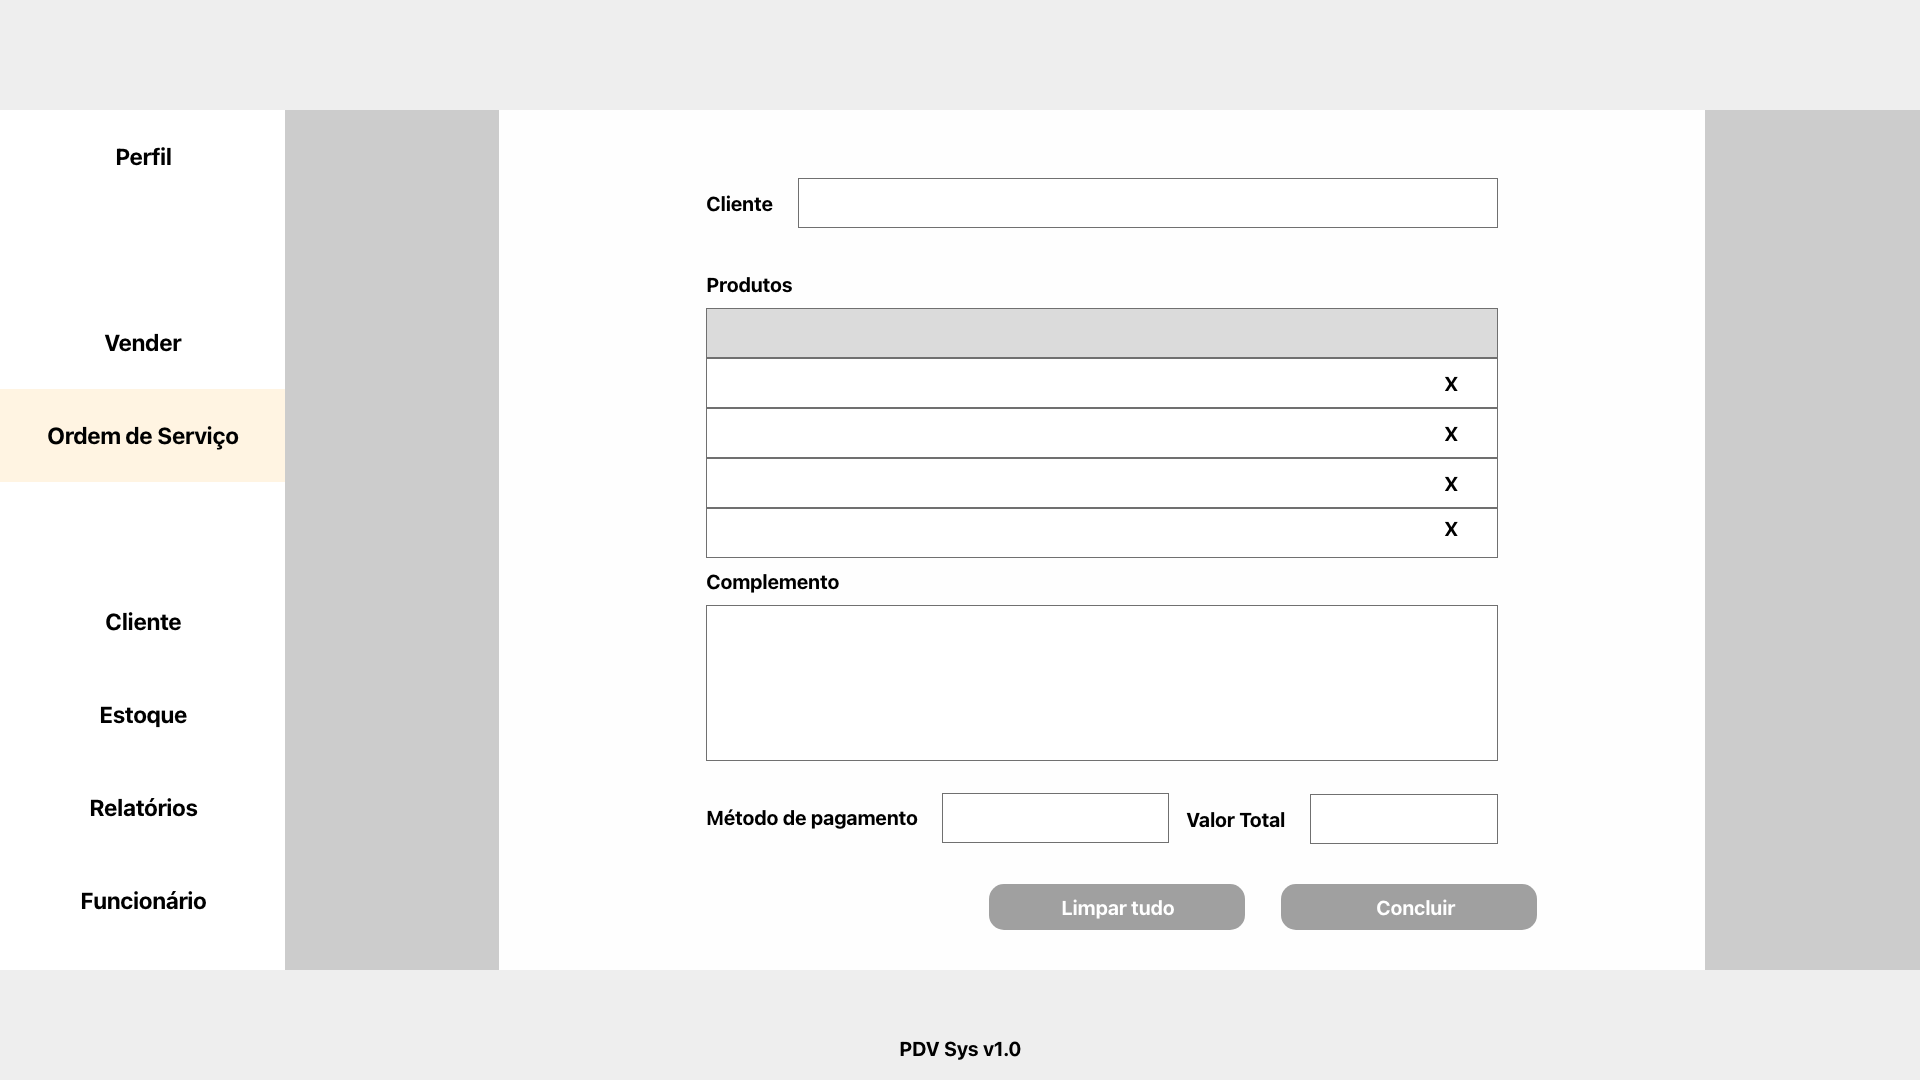 Perfil
Vender
Ordem de Serviço
Cliente
Estoque
Relatórios
Funcionário
Cliente
Produtos
X
X
X
X
Complemento
Método de pagamento
Valor Total
Limpar tudo
Concluir
PDV Sys v1.0